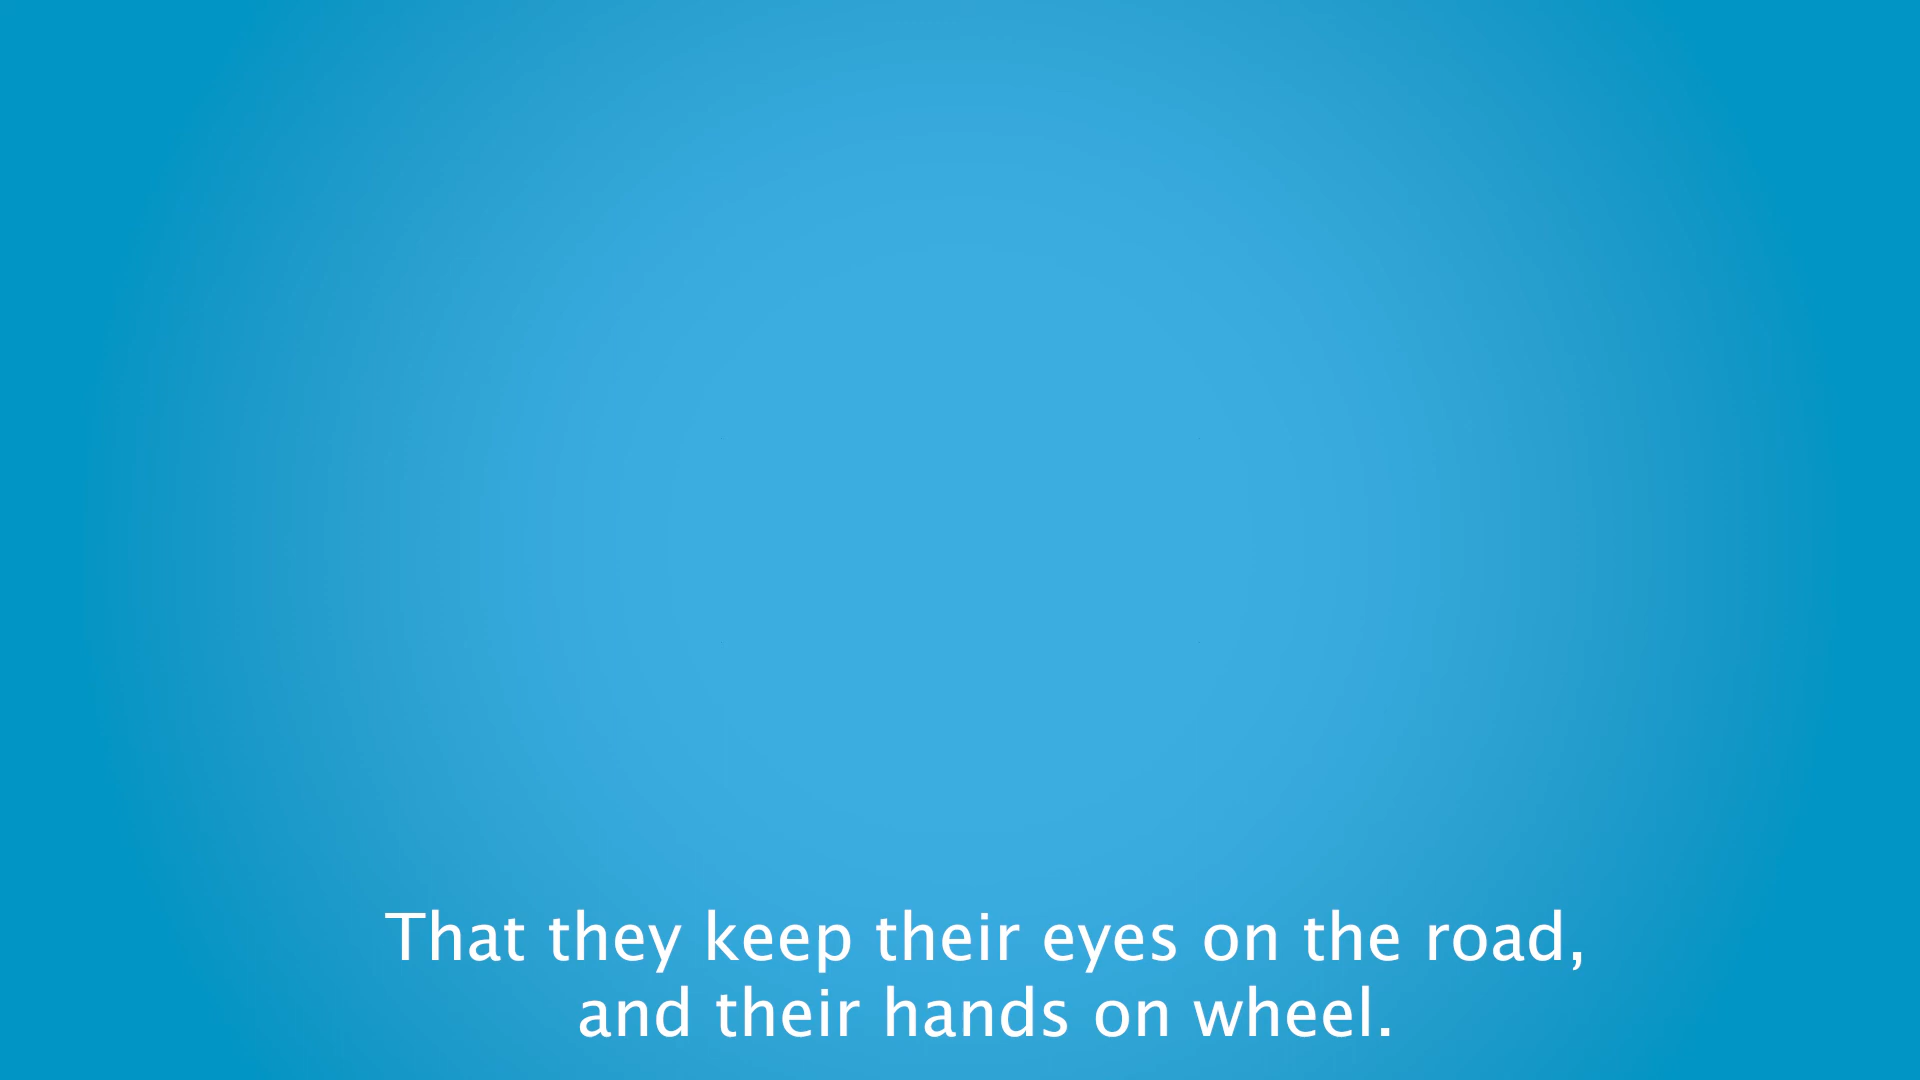 That they keep their eyes on the road,
and their hands on wheel.